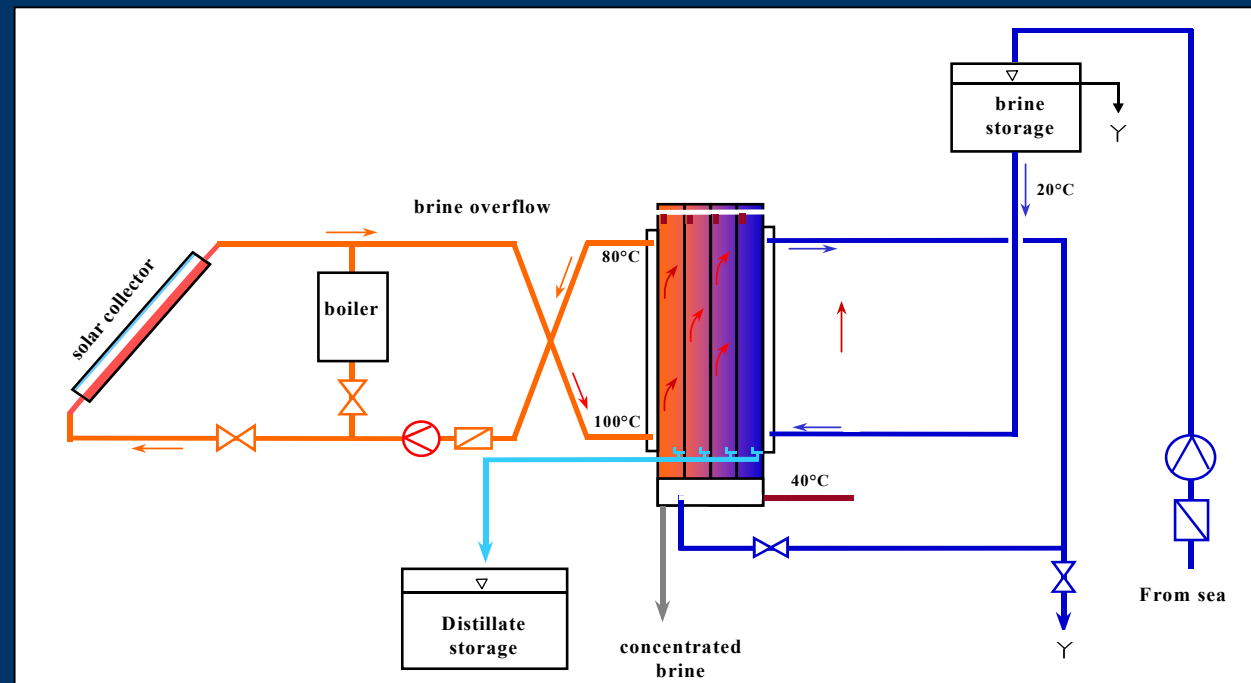 brine
storage
20°C
brine overflow
80°C
solar collector
boiler
100°C
40°C
From sea
Distillate
storage
concentrated
brine